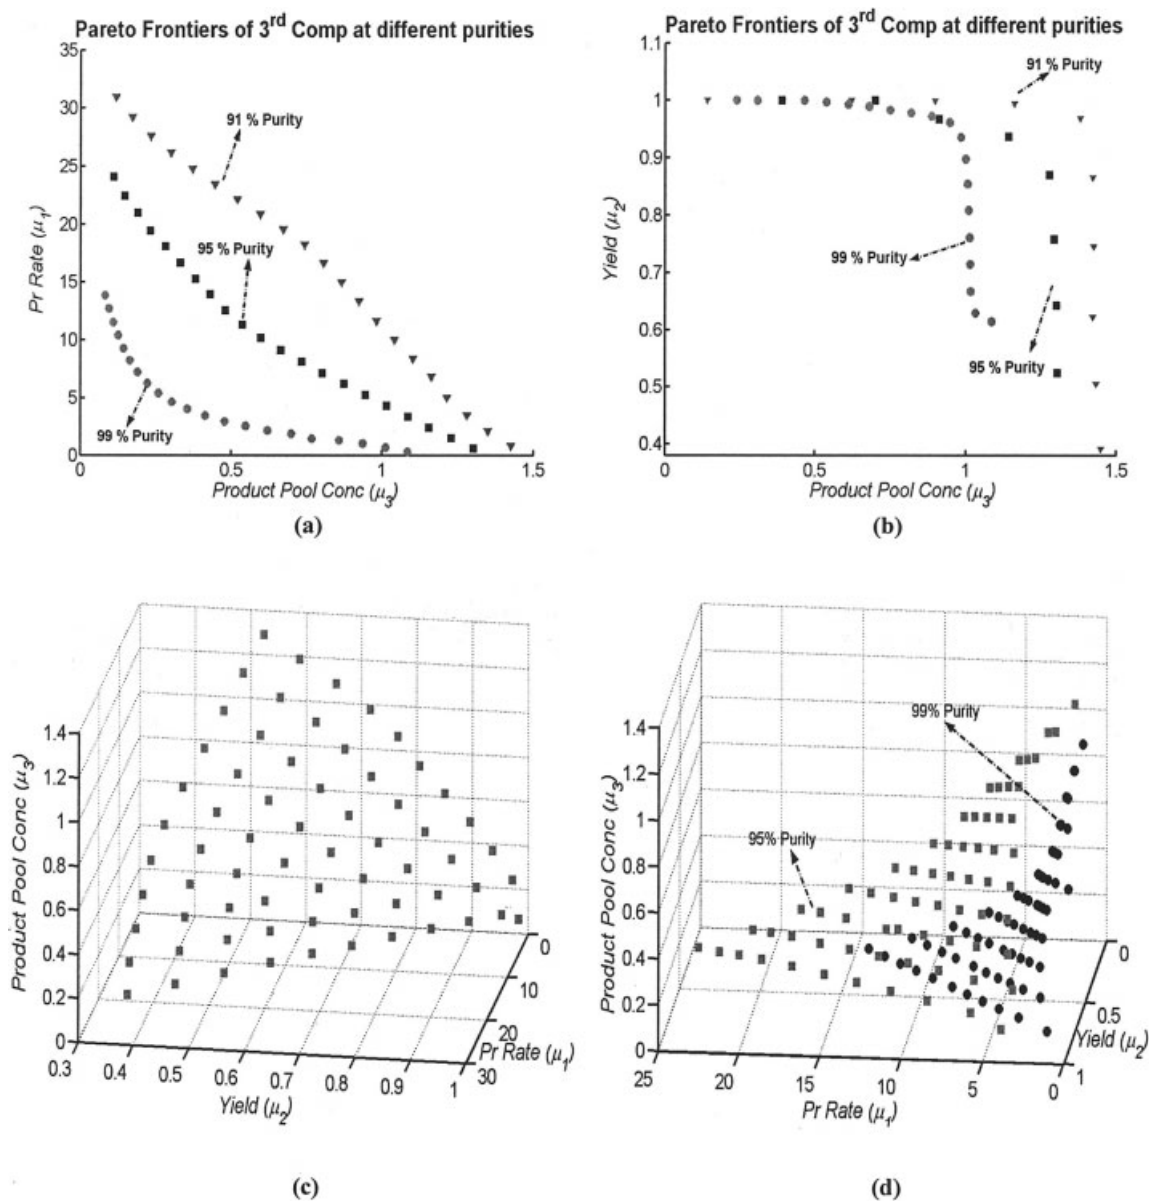 Pareto Frontiers of 3rd Comp at different purities
35
30
25
20
15
10
5
0
0
0.5
1
1.5
Pr Rate (μ1)
Product Pool Conc (μ3)
91 % Purity
95 % Purity
99 % Purity
(a)
Pareto Frontiers of 3rd Comp at different purities
1.1
1
0.9
0.8
0.7
0.6
0.5
0.4
0
0.5
1
1.5
Yield (μ2)
Product Pool Conc (μ3)
91 % Purity
99 % Purity
95 % Purity
(b)
1.4
1.2
1
0.8
0.6
0.4
0.2
0
Product Pool Conc (μ3)
0.3
0.4
0.5
0.6
0.7
0.8
0.9
1
Yield (μ2)
0
10
20
30
Pr Rate (μ1)
(c)
1.4
1.2
1
0.8
0.6
0.4
0.2
0
Product Pool Conc (μ3)
99% Purity
95% Purity
25
20
15
10
5
0
Pr Rate (μ1)
0
0.5
1
Yield (μ2)
(d)